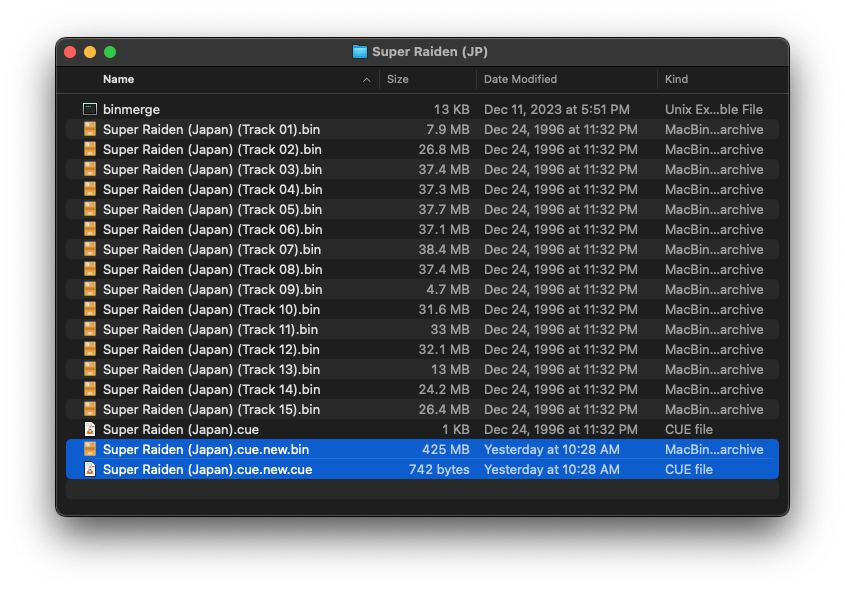 Super Raiden (JP)
Name Size Date Modified Kind
binmerge 13 KB Dec 11, 2023 at 5:51 PM Unix Ex...ble File
Super Raiden (Japan) (Track 01).bin 7.9 MB Dec 24, 1996 at 11:32 PM MacBin...archive
Super Raiden (Japan) (Track 02).bin 26.8 MB Dec 24, 1996 at 11:32 PM MacBin...archive
Super Raiden (Japan) (Track 03).bin 37.4 MB Dec 24, 1996 at 11:32 PM MacBin...archive
Super Raiden (Japan) (Track 04).bin 37.3 MB Dec 24, 1996 at 11:32 PM MacBin...archive
Super Raiden (Japan) (Track 05).bin 37.7 MB Dec 24, 1996 at 11:32 PM MacBin...archive
Super Raiden (Japan) (Track 06).bin 37.1 MB Dec 24, 1996 at 11:32 PM MacBin...archive
Super Raiden (Japan) (Track 07).bin 38.4 MB Dec 24, 1996 at 11:32 PM MacBin...archive
Super Raiden (Japan) (Track 08).bin 37.4 MB Dec 24, 1996 at 11:32 PM MacBin...archive
Super Raiden (Japan) (Track 09).bin 4.7 MB Dec 24, 1996 at 11:32 PM MacBin...archive
Super Raiden (Japan) (Track 10).bin 31.6 MB Dec 24, 1996 at 11:32 PM MacBin...archive
Super Raiden (Japan) (Track 11).bin 33 MB Dec 24, 1996 at 11:32 PM MacBin...archive
Super Raiden (Japan) (Track 12).bin 32.1 MB Dec 24, 1996 at 11:32 PM MacBin...archive
Super Raiden (Japan) (Track 13).bin 13 MB Dec 24, 1996 at 11:32 PM MacBin...archive
Super Raiden (Japan) (Track 14).bin 24.2 MB Dec 24, 1996 at 11:32 PM MacBin...archive
Super Raiden (Japan) (Track 15).bin 26.4 MB Dec 24, 1996 at 11:32 PM MacBin...archive
Super Raiden (Japan).cue 1 KB Dec 24, 1996 at 11:32 PM CUE file
Super Raiden (Japan).cue.new.bin 425 MB Yesterday at 10:28 AM MacBin...archive
Super Raiden (Japan).cue.new.cue 742 bytes Yesterday at 10:28 AM CUE file